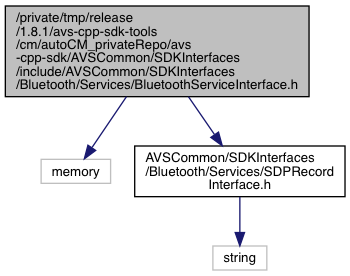 /private/tmp/release
/1.8.1/avs-cpp-sdk-tools
/cm/autoCM_privateRepo/avs
-cpp-sdk/AVSCommon/SDKInterfaces
/include/AVSCommon/SDKInterfaces
/Bluetooth/Services/BluetoothServiceInterface.h
memory
AVSCommon/SDKInterfaces
/Bluetooth/Services/SDPRecord
Interface.h
string